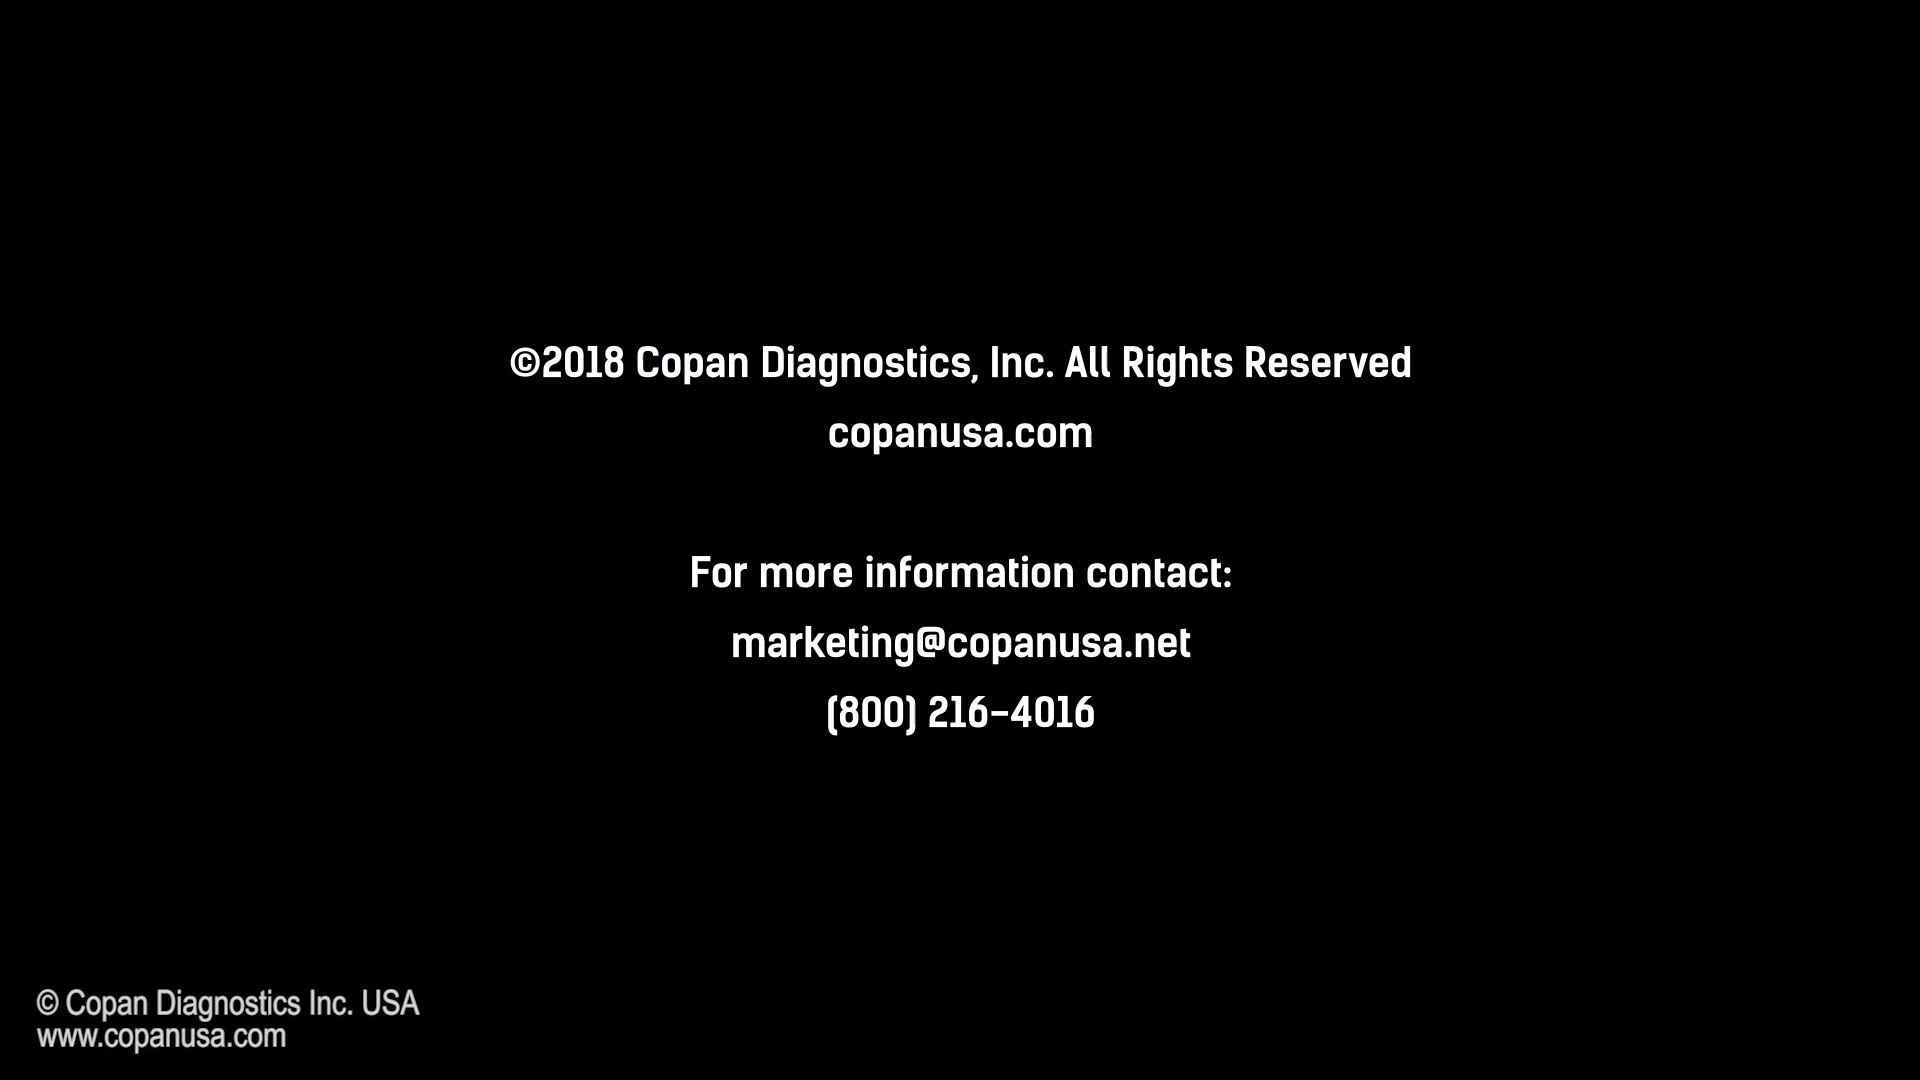 ©2018 Copan Diagnostics, Inc. All Rights Reserved
copanusa.com
For more information contact:
marketing@copanusa.net
(800) 216-4016
© Copan Diagnostics Inc. USA
www.copanusa.com